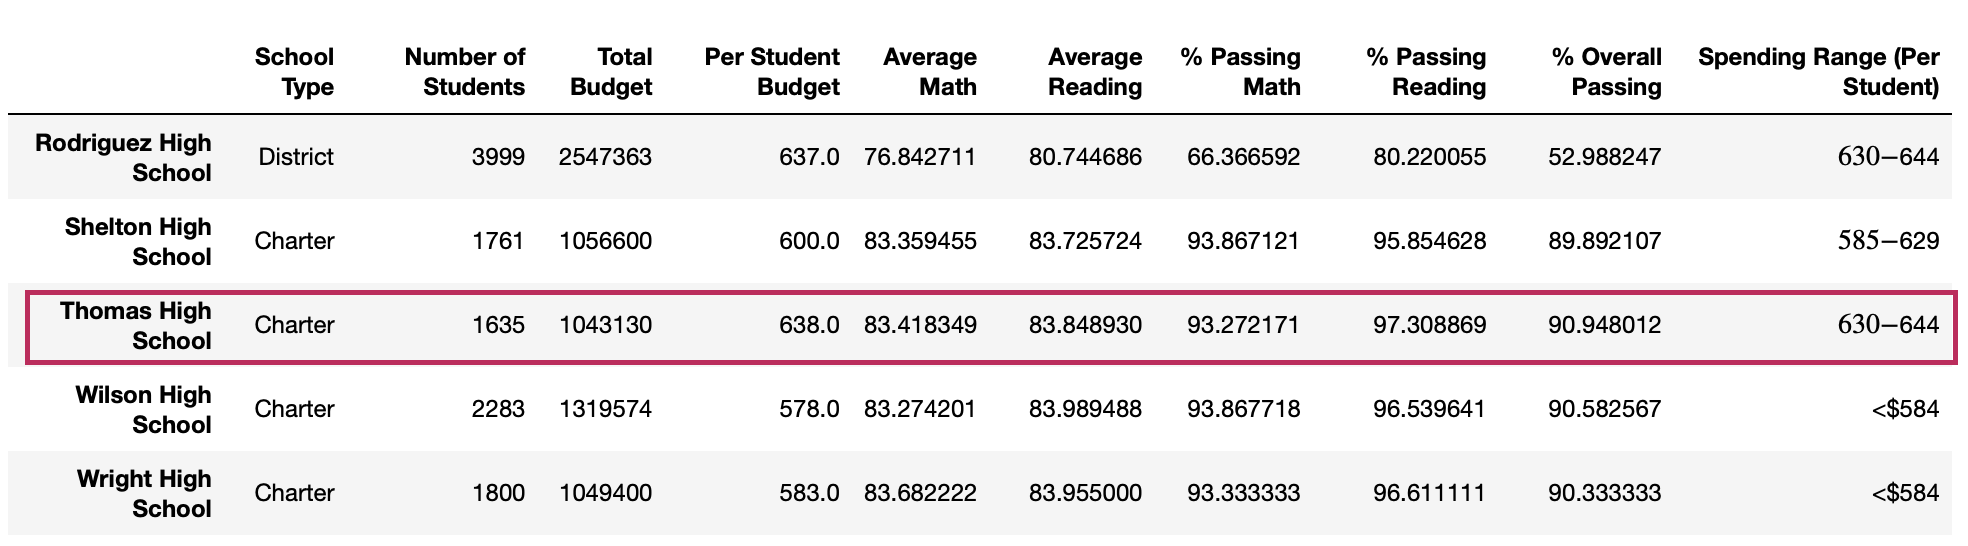 School Number of Total Per Student Average Average % Passing % Passing % Overall Spending Range (Per
Type Students Budget Budget Math Reading Math Reading Passing Student)
Rodriguez High
School District 3999 2547363 637.0 76.842711 80.744686 66.366592 80.220055 52.988247 630−644
Shelton High
School Charter 1761 1056600 600.0 83.359455 83.725724 93.867121 95.854628 89.892107 585−629
Thomas High
School Charter 1635 1043130 638.0 83.418349 83.848930 93.272171 97.308869 90.948012 630−644
Wilson High
School Charter 2283 1319574 578.0 83.274201 83.989488 93.867718 96.539641 90.582567 <$584
Wright High
School Charter 1800 1049400 583.0 83.682222 83.955000 93.333333 96.611111 90.333333 <$584